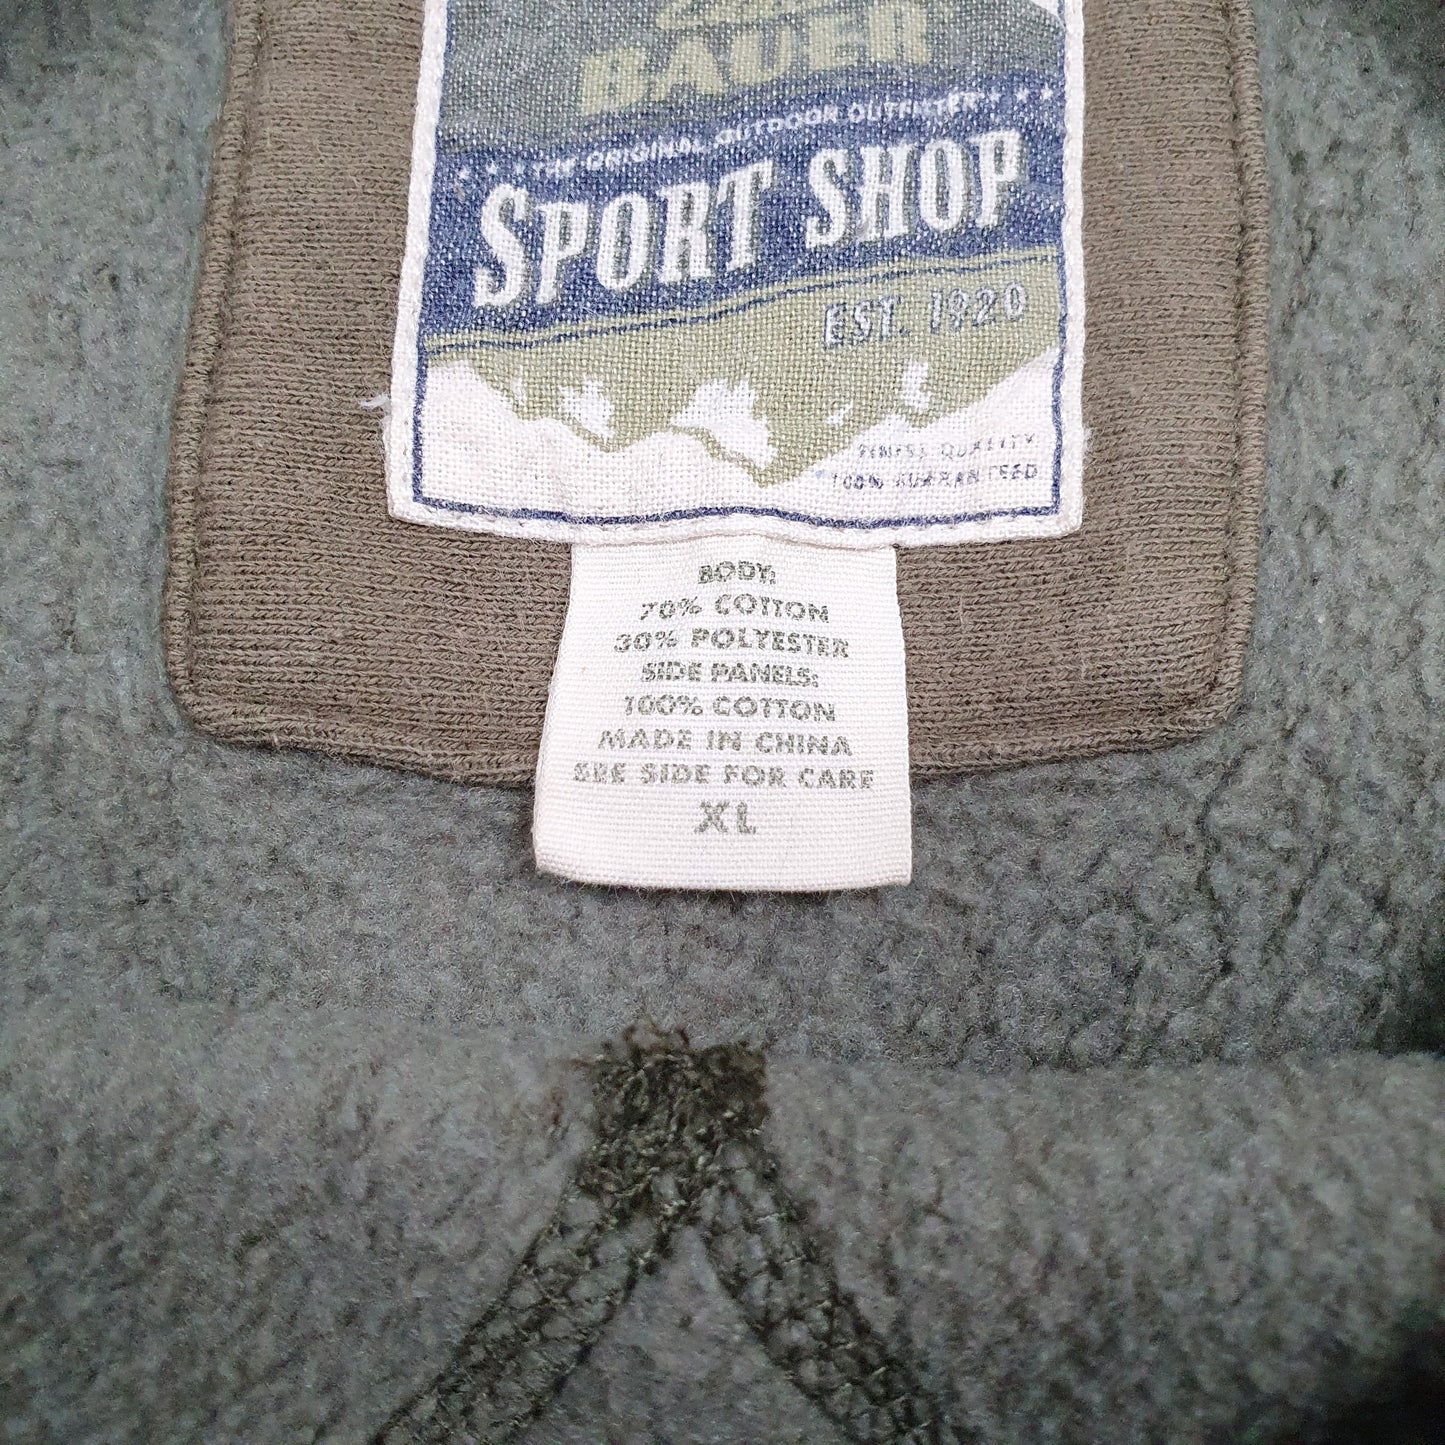 BAUER
★ ★ ★ THE ORIGINAL OUTDOOR OUTFITTER ★ ★ ★
SPORT SHOP
EST. 1920
FINEST QUALITY
100% GUARANTEED
BODY:
70% COTTON
30% POLYESTER
SIDE PANELS:
100% COTTON
MADE IN CHINA
SEE SIDE FOR CARE
XL